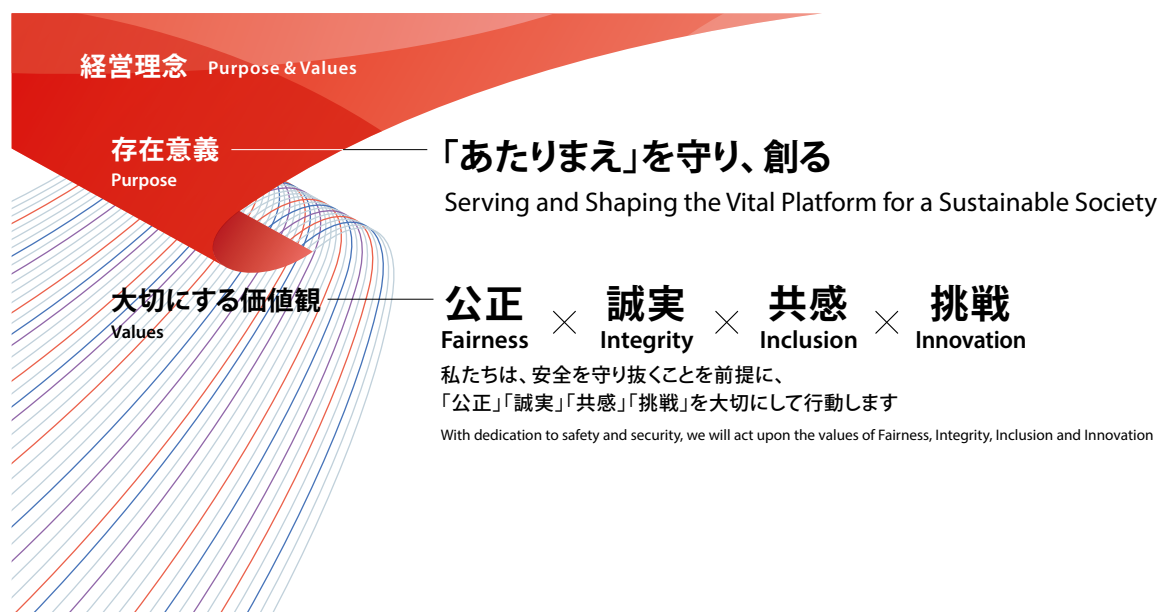 経営理念 Purpose & Values
存在意義
Purpose
「あたりまえ」を守り、創る
Serving and Shaping the Vital Platform for a Sustainable Society
大切にする価値観
Values
公正 × 誠実 × 共感 × 挑戦
Fairness Integrity Inclusion Innovation
私たちは、安全を守り抜くことを前提に、
「公正」「誠実」「共感」「挑戦」を大切にして行動します
With dedication to safety and security, we will act upon the values of Fairness, Integrity, Inclusion and Innovation